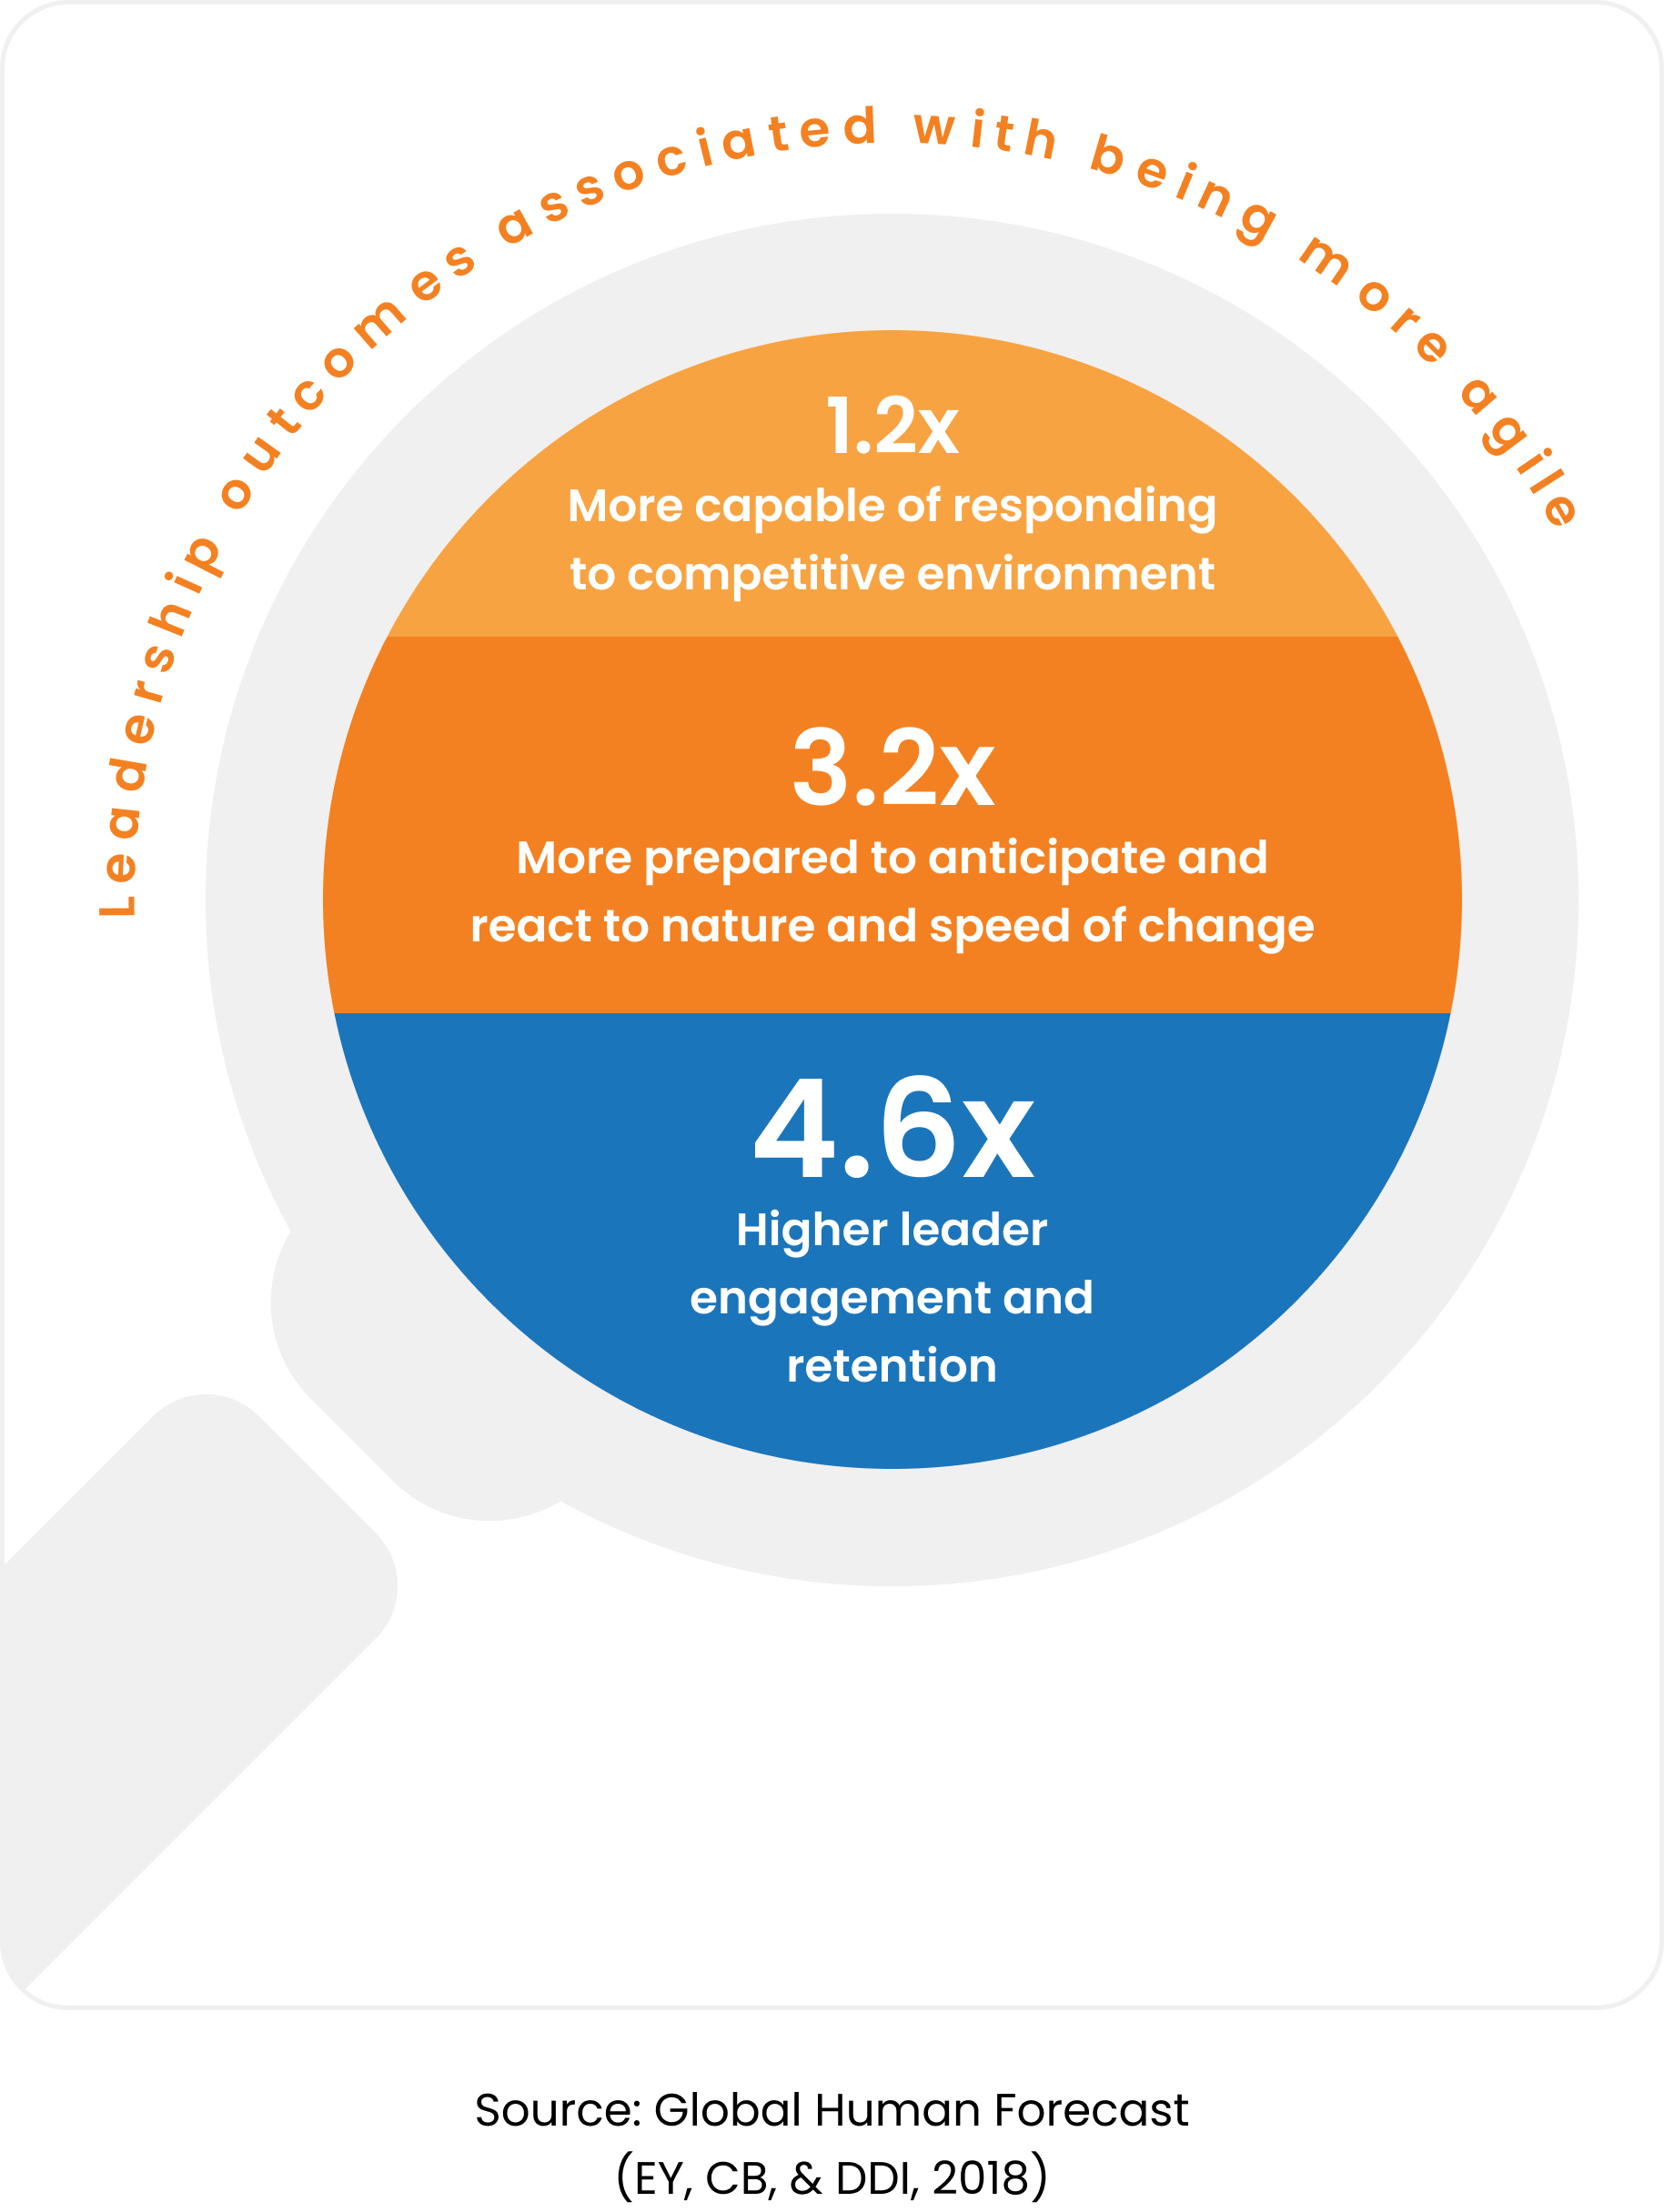 Leadership outcomes associated with being more agile
1.2x
More capable of responding
to competitive environment
3.2x
More prepared to anticipate and
react to nature and speed of change
4.6x
Higher leader
engagement and
retention
Source: Global Human Forecast
(EY, CB, & DDI, 2018)